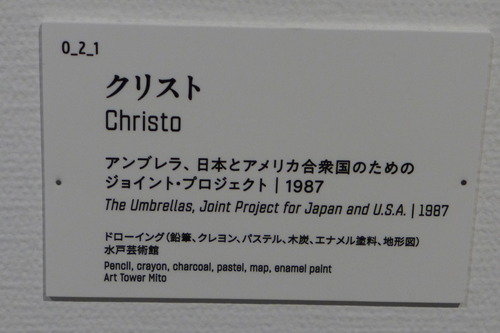 0_2_1
クリスト
Christo
アンブレラ、日本とアメリカ合衆国のための
ジョイント・プロジェクト | 1987
The Umbrellas, Joint Project for Japan and U.S.A. | 1987
ドローイング(鉛筆、クレヨン、パステル、木炭、エナメル塗料、地形図)
水戸芸術館
Pencil, crayon, charcoal, pastel, map, enamel paint
Art Tower Mito